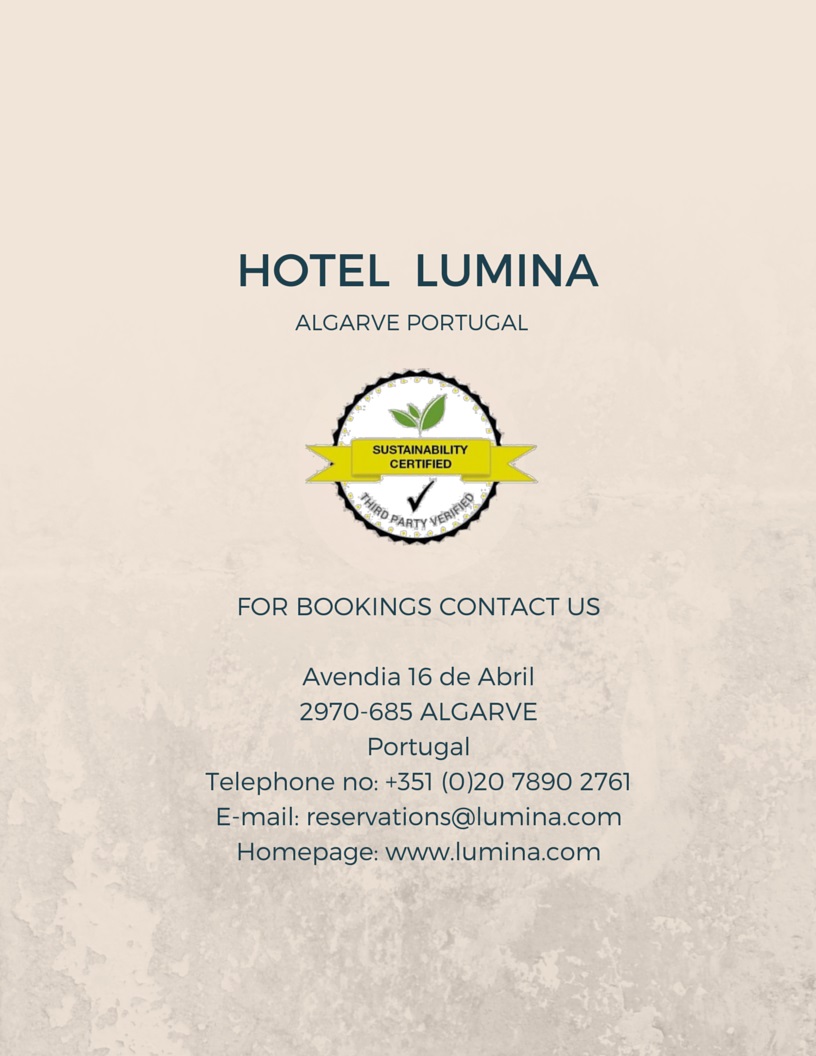 HOTEL LUMINA
ALGARVE PORTUGAL
SUSTAINABILITY
CERTIFIED
THIRD PARTY VERIFIED
FOR BOOKINGS CONTACT US
Avendia 16 de Abril
2970-685 ALGARVE
Portugal
Telephone no: +351 (0)20 7890 2761
E-mail: reservations@lumina.com
Homepage: www.lumina.com